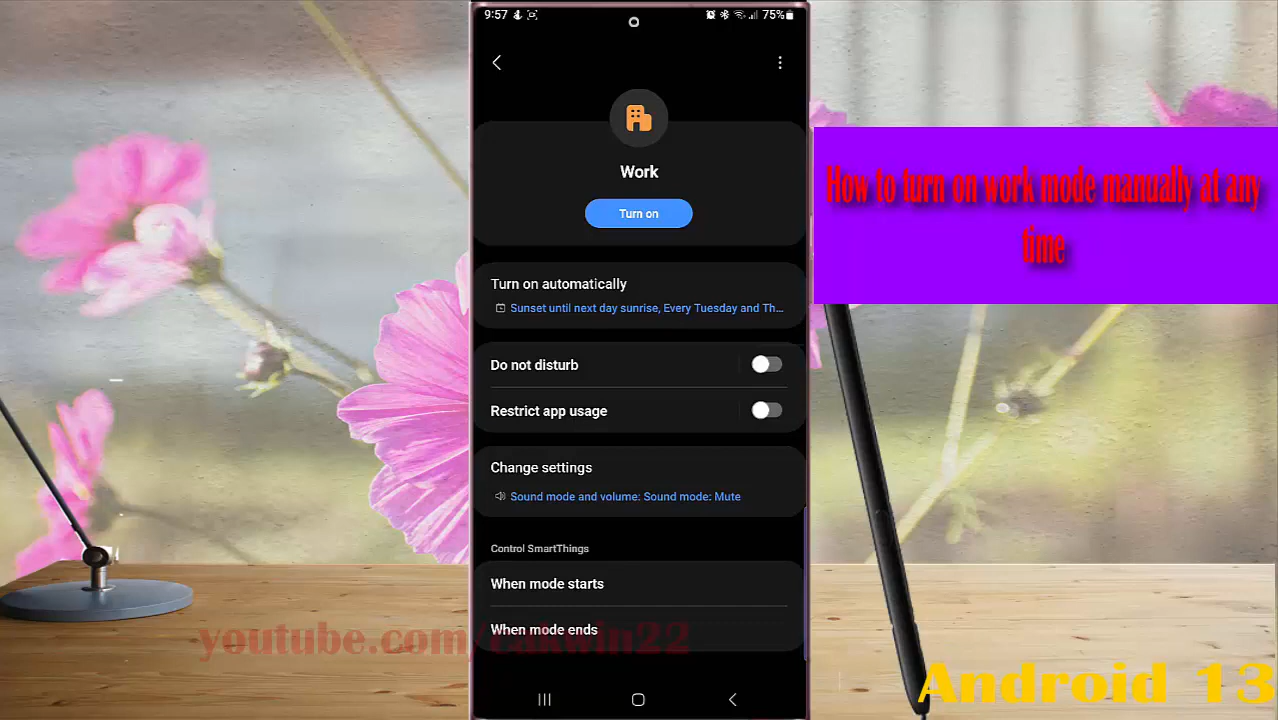 9:57
75%
Work
Turn on
Turn on automatically
Sunset until next day sunrise, Every Tuesday and Th...
Do not disturb
Restrict app usage
Change settings
Sound mode and volume: Sound mode: Mute
Control SmartThings
When mode starts
When mode ends
How to turn on work mode manually at any
time
youtube.com/cakwin22
Android 13